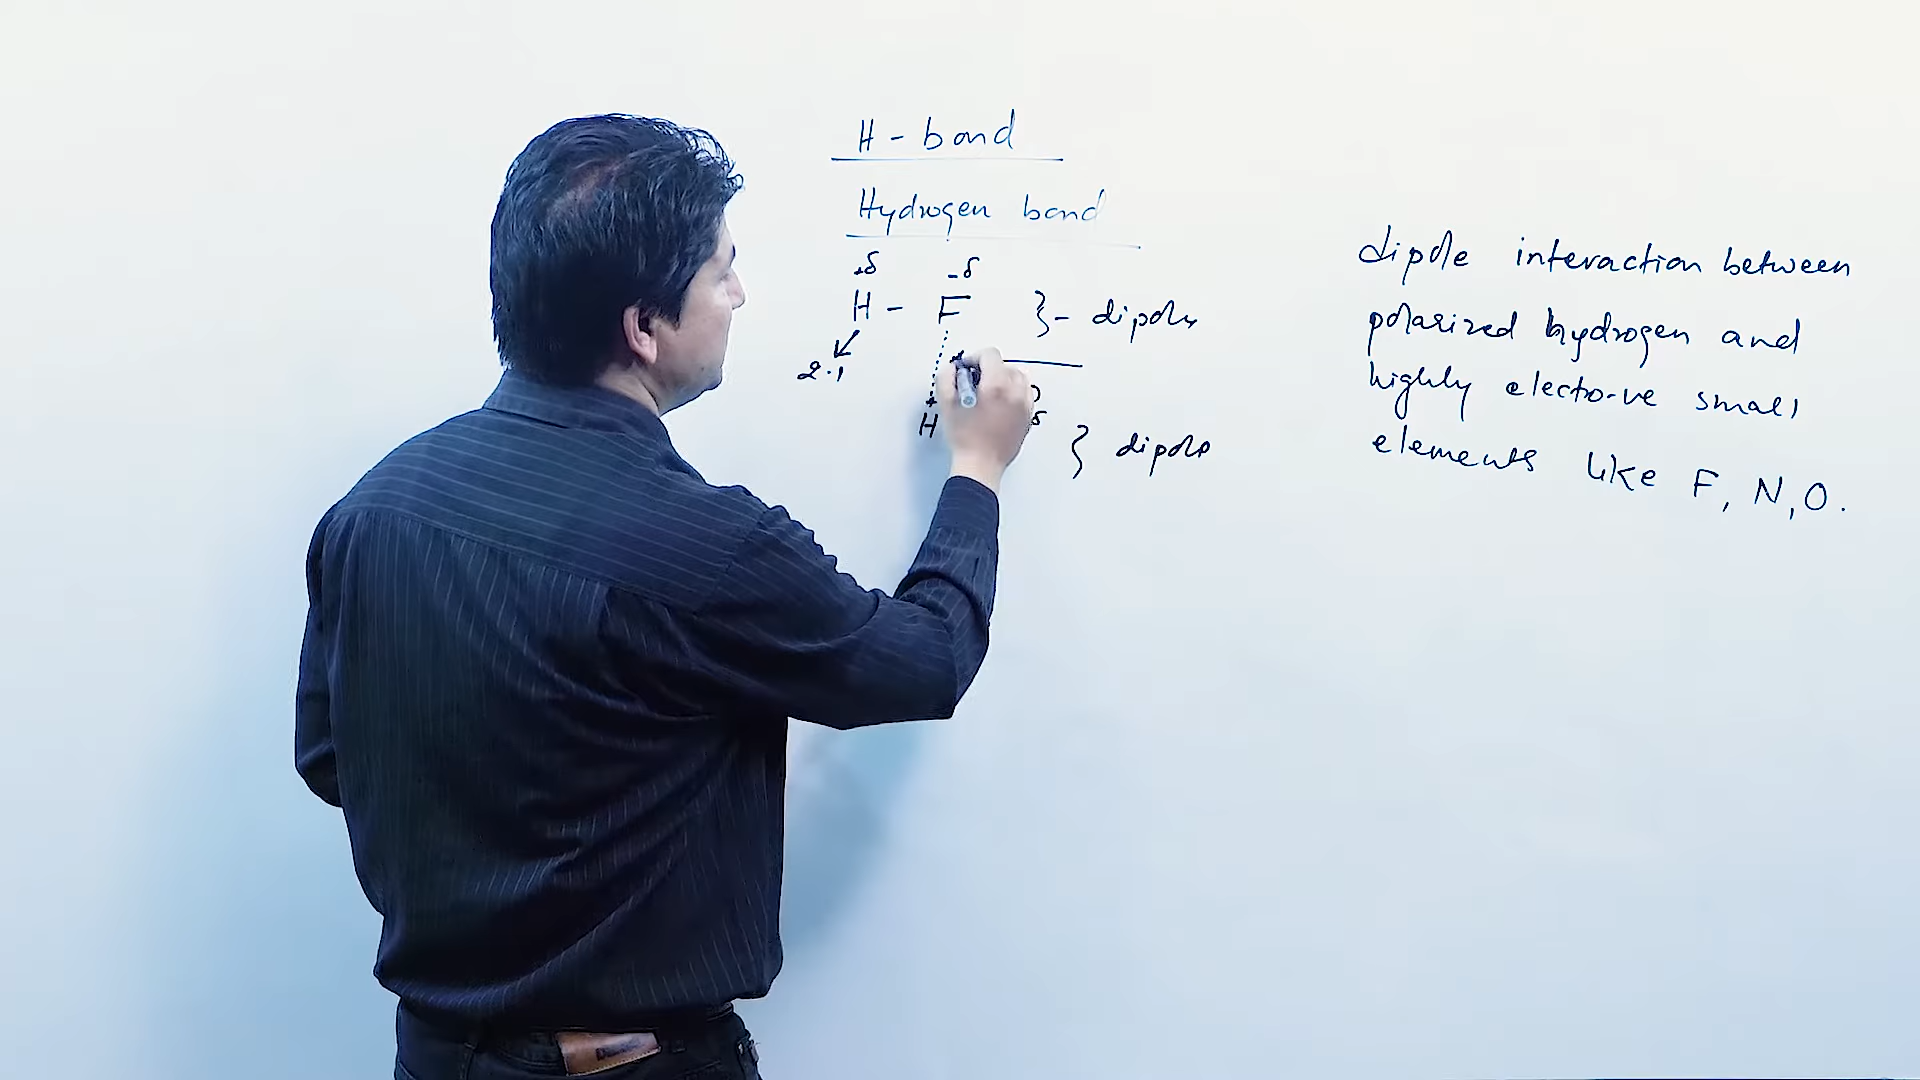 H - bond
Hydrogen bond
+δ -δ
H - F }- dipole
2.1
+
H δ
} dipole
dipole interaction between
polarized hydrogen and
highly electro-ve small
elements like F, N, O.